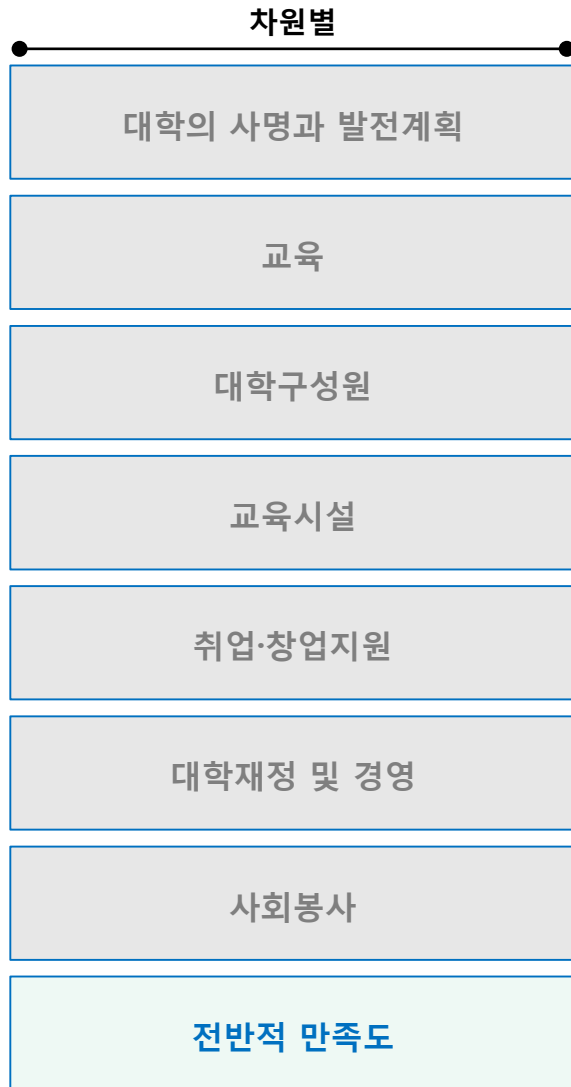 차원별
대학의 사명과 발전계획
교육
대학구성원
교육시설
취업·창업지원
대학재정 및 경영
사회봉사
전반적 만족도